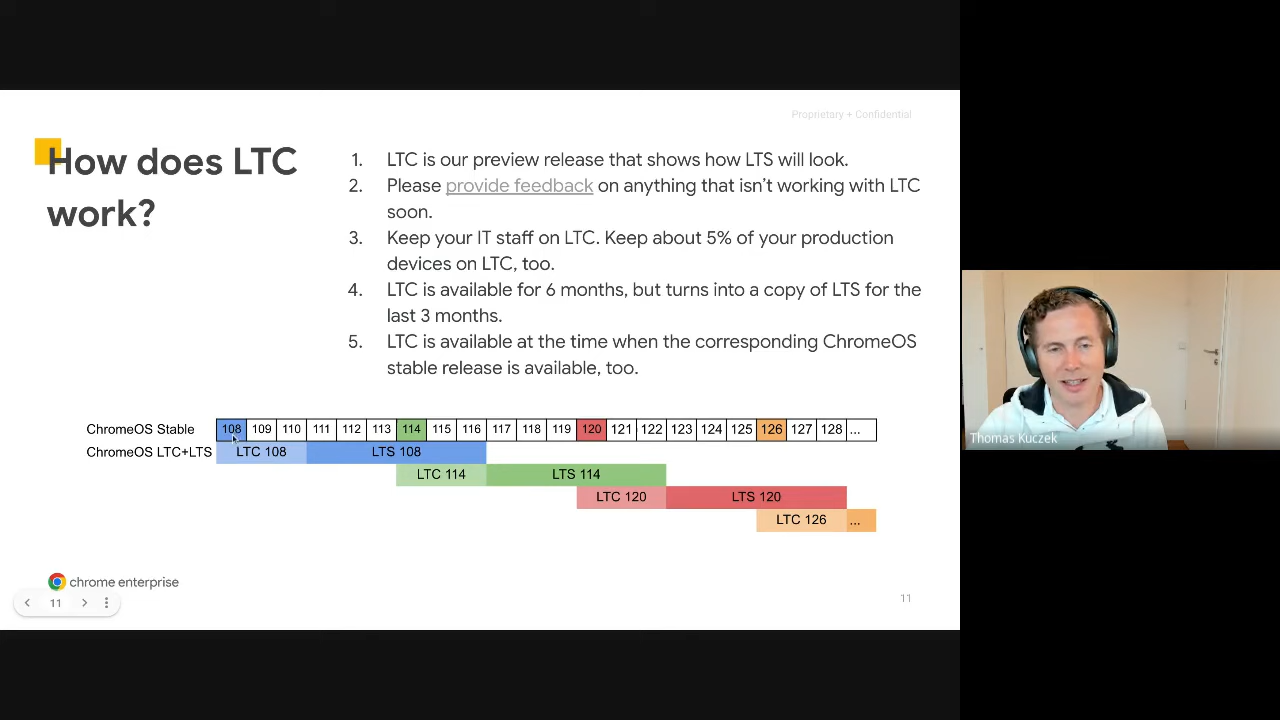 Proprietary + Confidential
How does LTC
work?
1. LTC is our preview release that shows how LTS will look.
2. Please provide feedback on anything that isn't working with LTC
soon.
3. Keep your IT staff on LTC. Keep about 5% of your production
devices on LTC, too.
4. LTC is available for 6 months, but turns into a copy of LTS for the
last 3 months.
5. LTC is available at the time when the corresponding ChromeOS
stable release is available, too.
ChromeOS Stable 108 109 110 111 112 113 114 115 116 117 118 119 120 121 122 123 124 125 126 127 128 ...
ChromeOS LTC+LTS LTC 108 LTS 108
LTC 114 LTS 114
LTC 120 LTS 120
LTC 126 ...
chrome enterprise
11
11
Thomas Kuczek